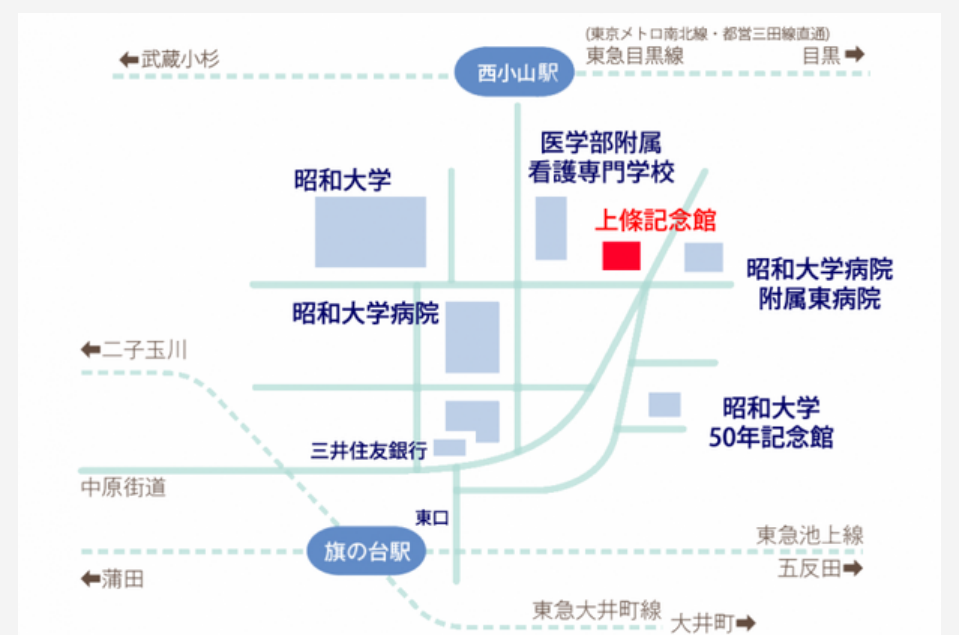 (東京メトロ南北線・都営三田線直通)
←武蔵小杉
西小山駅
東急目黒線
目黒→
医学部附属
看護専門学校
昭和大学
上條記念館
昭和大学病院
附属東病院
昭和大学病院
←二子玉川
昭和大学
50年記念館
三井住友銀行
中原街道
東口
旗の台駅
東急池上線
五反田→
←蒲田
東急大井町線
大井町→